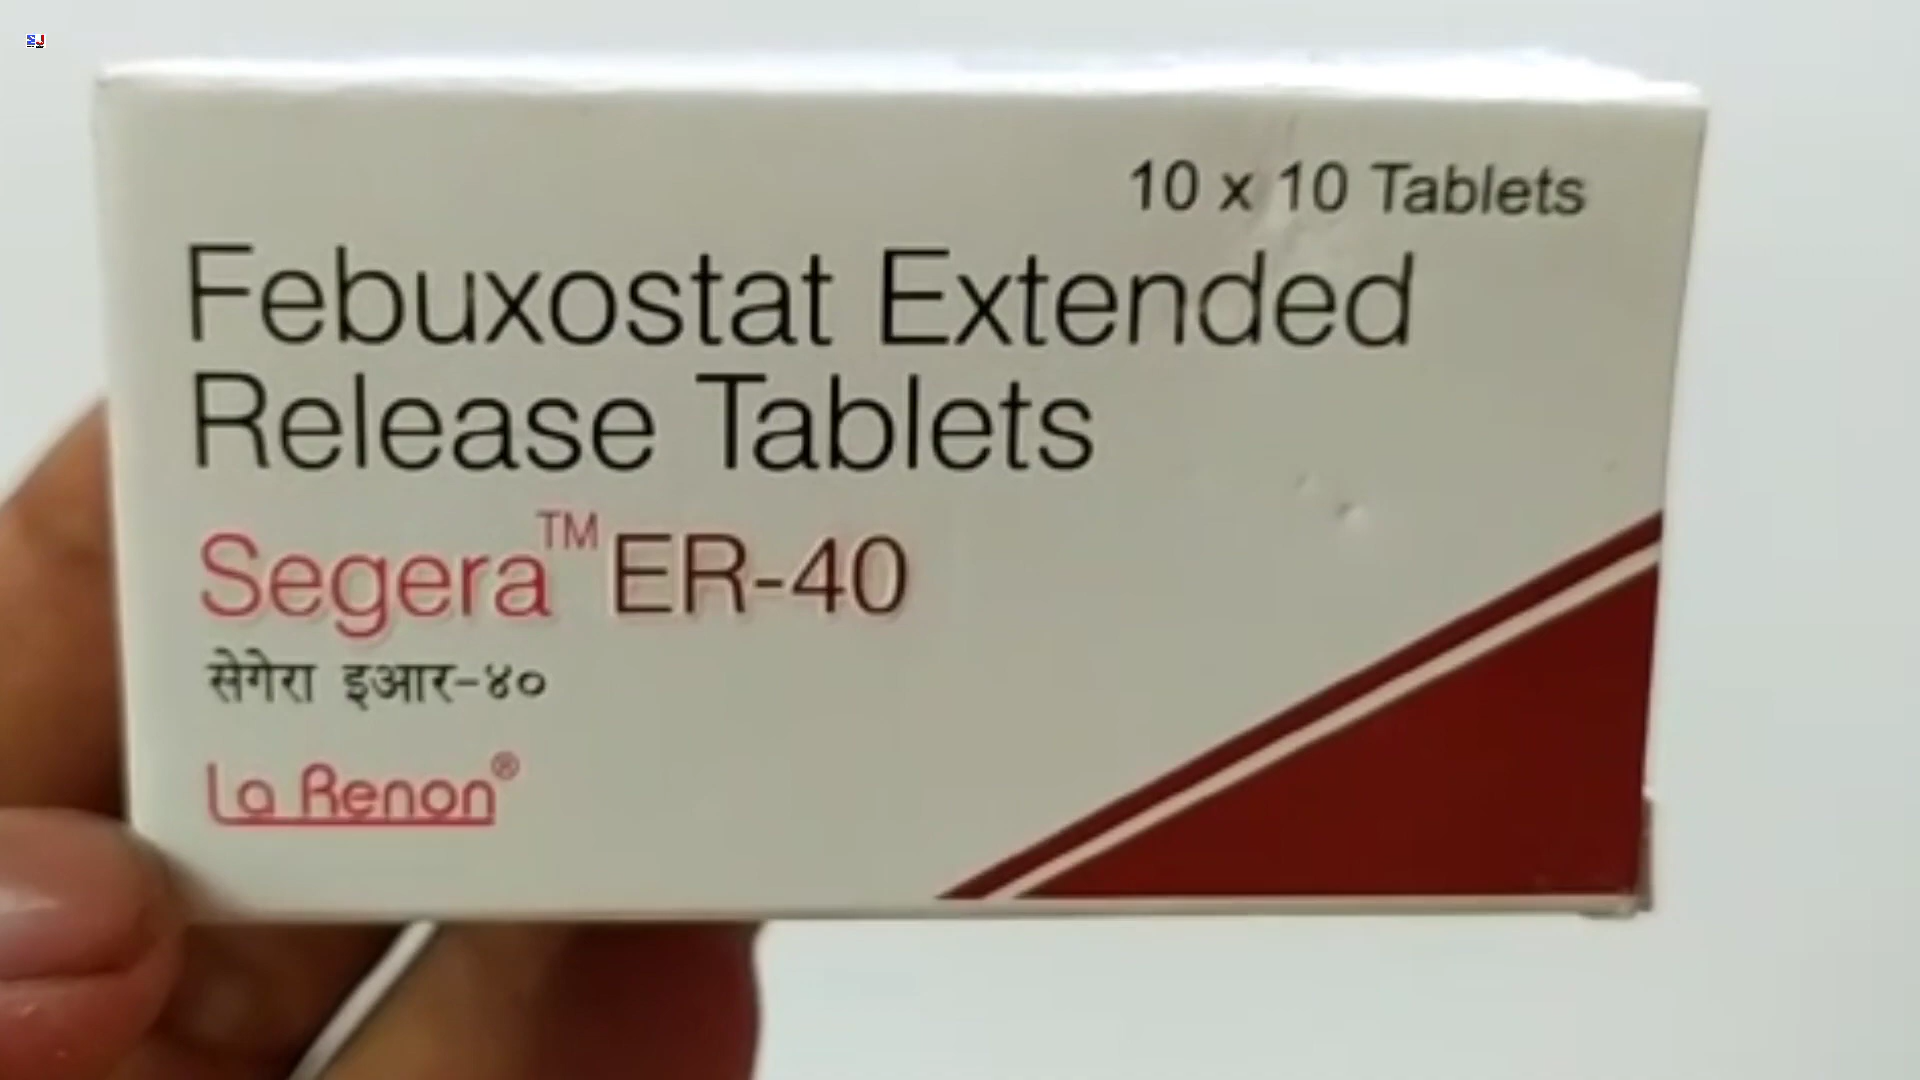 10 x 10 Tablets
Febuxostat Extended
Release Tablets
Segera™ ER-40
सेगेरा इआर-४०
La Renon®